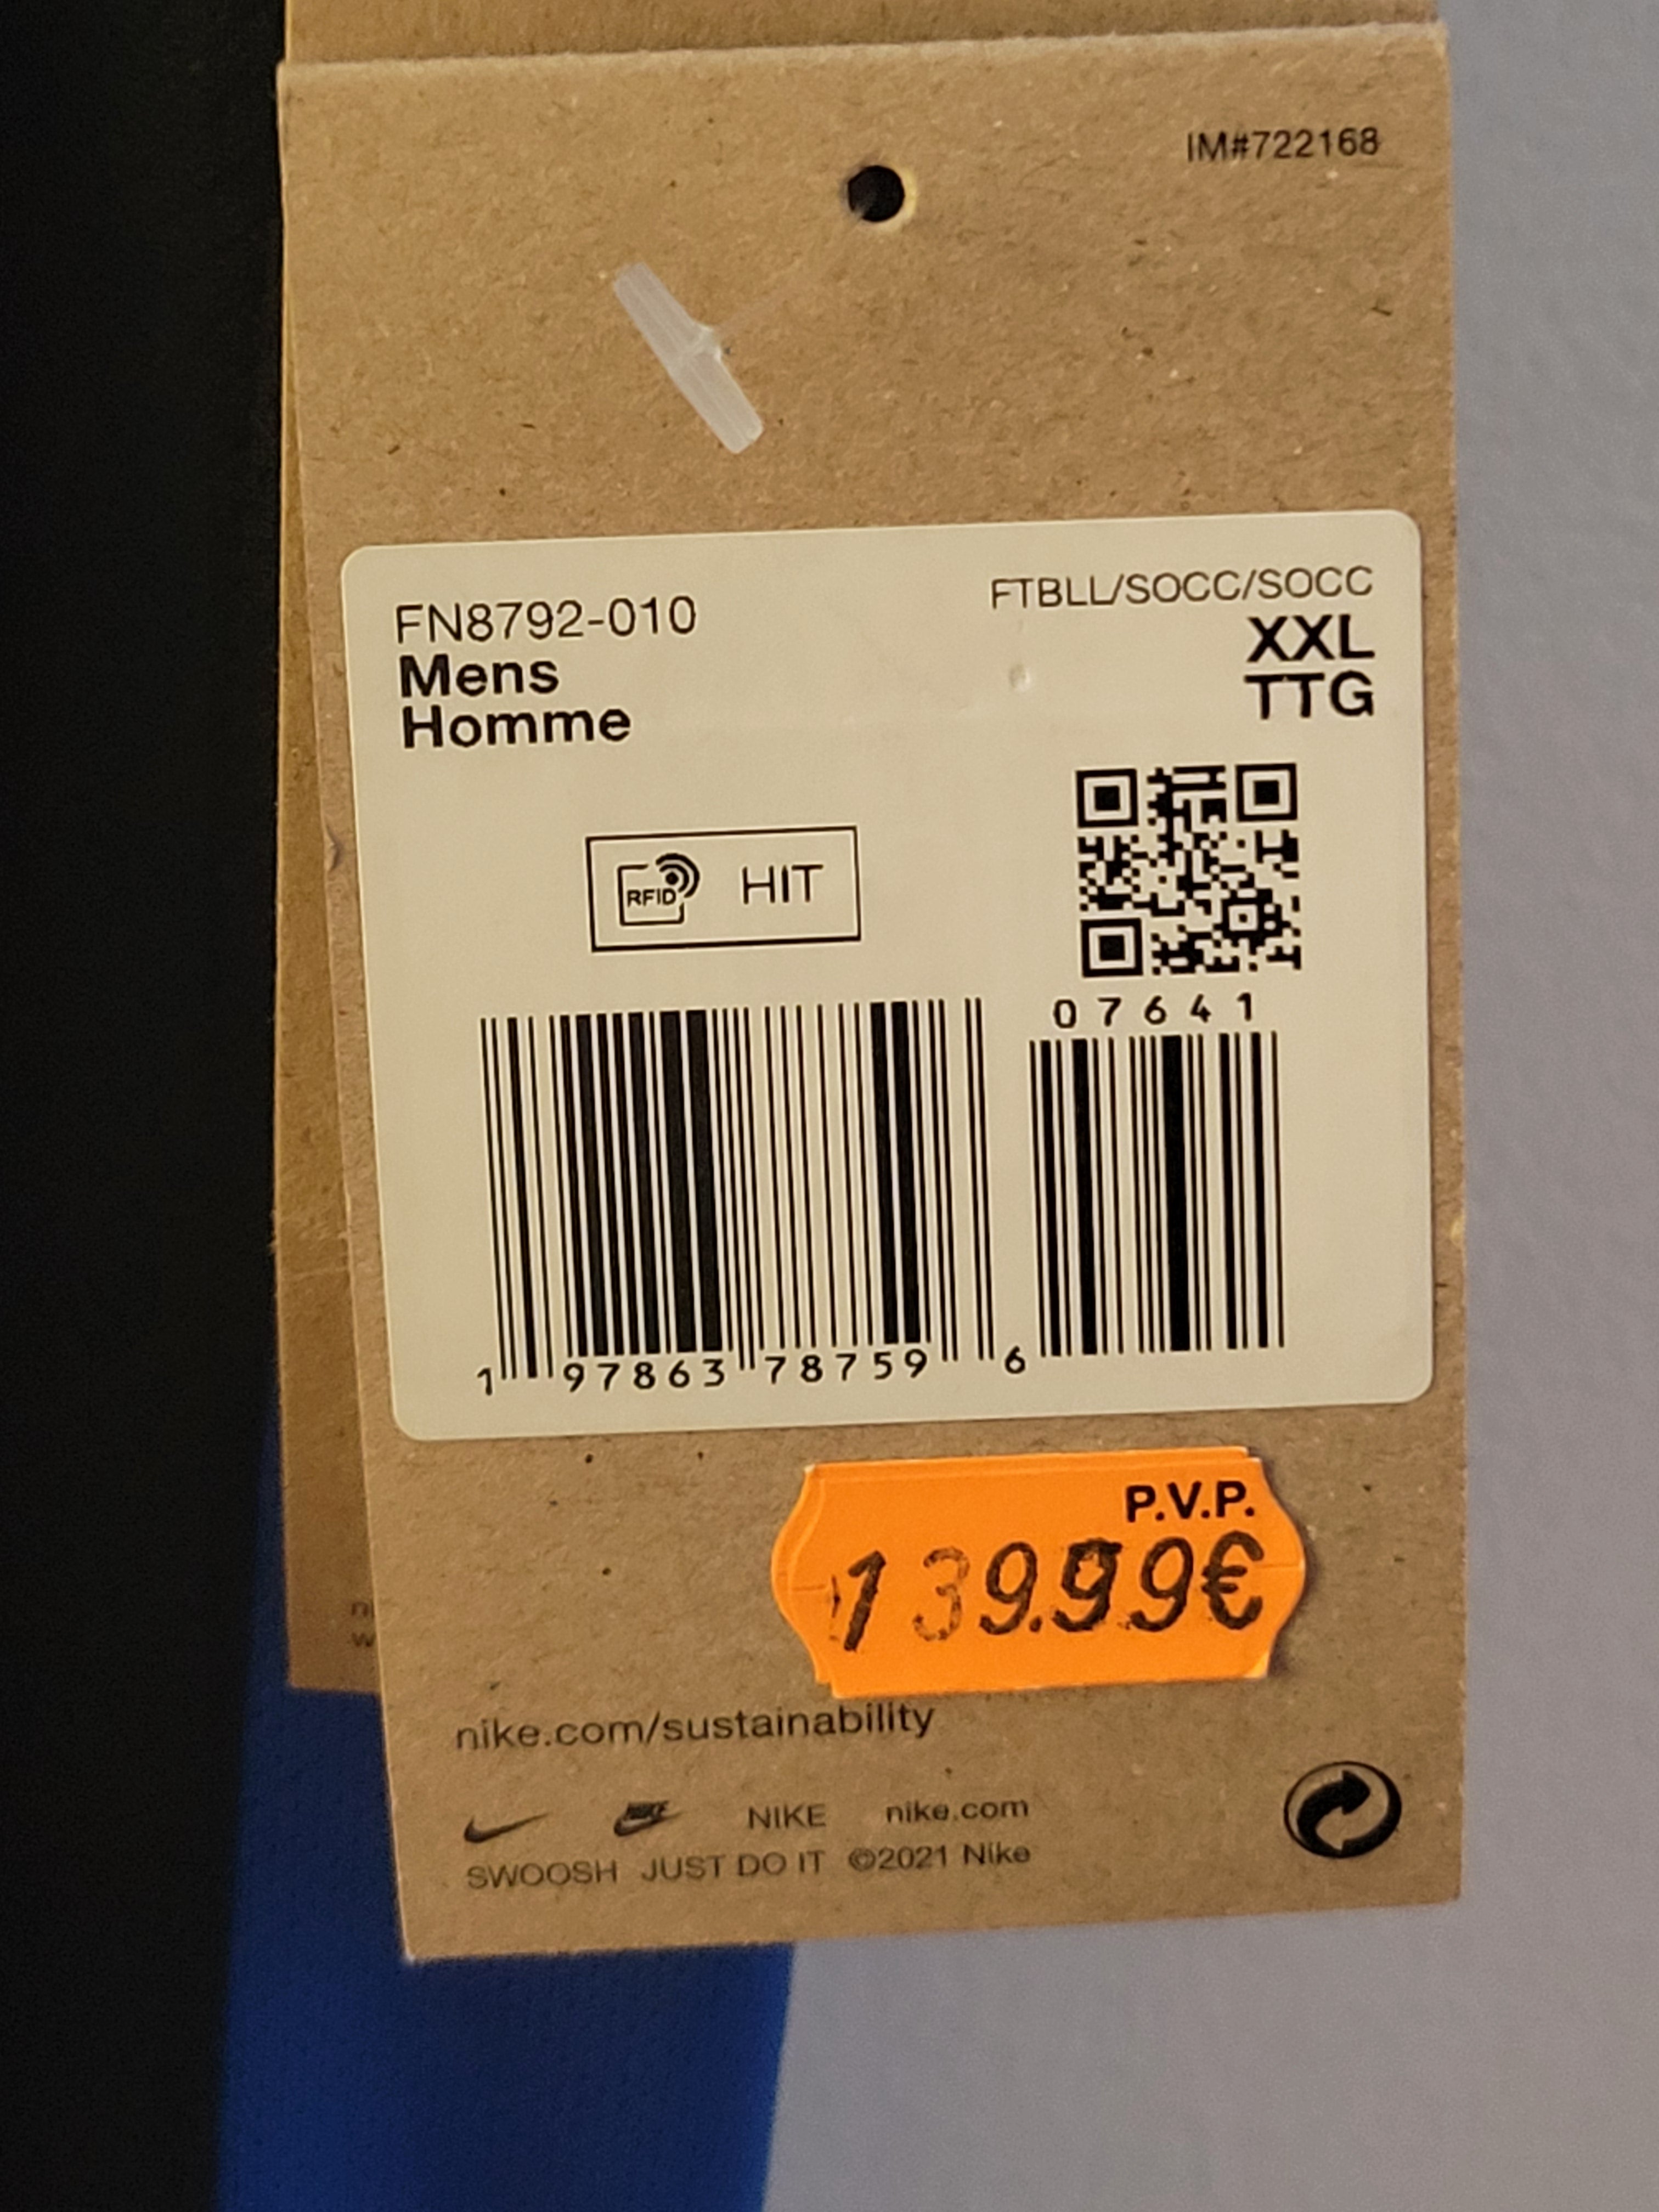 IM#722168
FN8792-010
FTBLL/SOCC/SOCC
Mens
XXL
Homme
TTG
RFID HIT
07641
1 97863 78759 6
P.V.P.
139.99€
nike.com/sustainability
NIKE NIKE nike.com
SWOOSH JUST DO IT ©2021 Nike